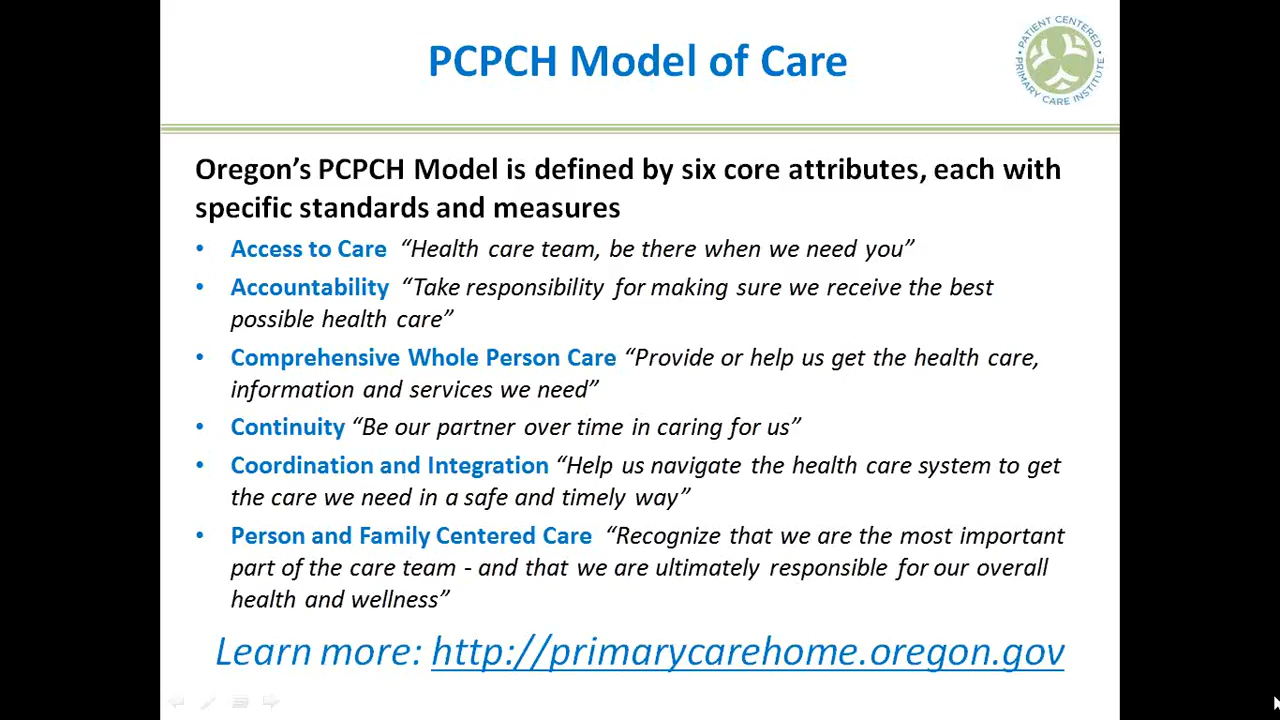 PCPCH Model of Care
PATIENT CENTERED
PRIMARY CARE INSTITUTE
Oregon’s PCPCH Model is defined by six core attributes, each with
specific standards and measures
• Access to Care “Health care team, be there when we need you”
• Accountability “Take responsibility for making sure we receive the best
possible health care”
• Comprehensive Whole Person Care “Provide or help us get the health care,
information and services we need”
• Continuity “Be our partner over time in caring for us”
• Coordination and Integration “Help us navigate the health care system to get
the care we need in a safe and timely way”
• Person and Family Centered Care “Recognize that we are the most important
part of the care team - and that we are ultimately responsible for our overall
health and wellness”
Learn more: http://primarycarehome.oregon.gov